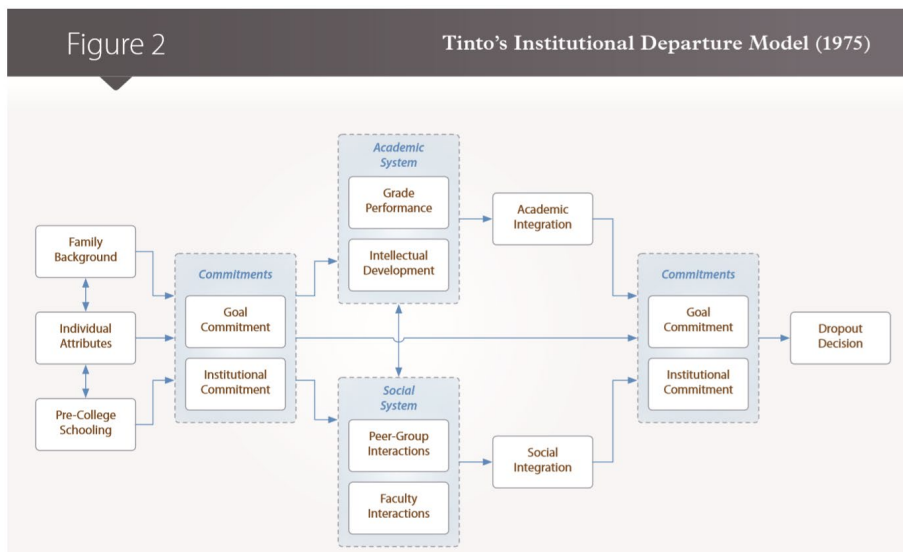 Figure 2
Tinto's Institutional Departure Model (1975)
Family
Background
Individual
Attributes
Pre-College
Schooling
Commitments
Goal
Commitment
Institutional
Commitment
Academic
System
Grade
Performance
Intellectual
Development
Social
System
Peer-Group
Interactions
Faculty
Interactions
Academic
Integration
Social
Integration
Commitments
Goal
Commitment
Institutional
Commitment
Dropout
Decision